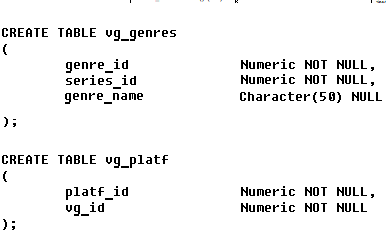 CREATE TABLE vg_genres
(
genre_id Numeric NOT NULL,
series_id Numeric NOT NULL,
genre_name Character(50) NULL
);
CREATE TABLE vg_platf
(
platf_id Numeric NOT NULL,
vg_id Numeric NOT NULL
);